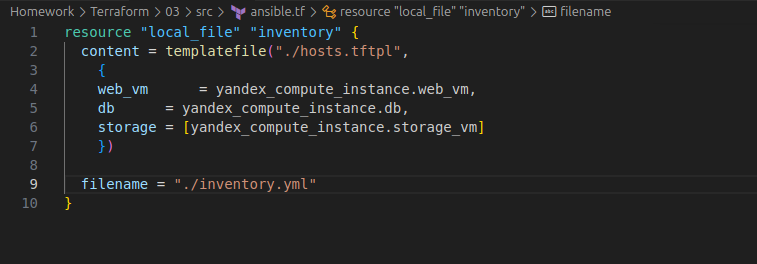 Homework > Terraform > 03 > src > ansible.tf > resource "local_file" "inventory" > abc filename
1 resource "local_file" "inventory" {
2   content = templatefile("./hosts.tftpl",
3     {
4     web_vm      = yandex_compute_instance.web_vm,
5     db      = yandex_compute_instance.db,
6     storage = [yandex_compute_instance.storage_vm]
7     })
8
9   filename = "./inventory.yml"
10 }